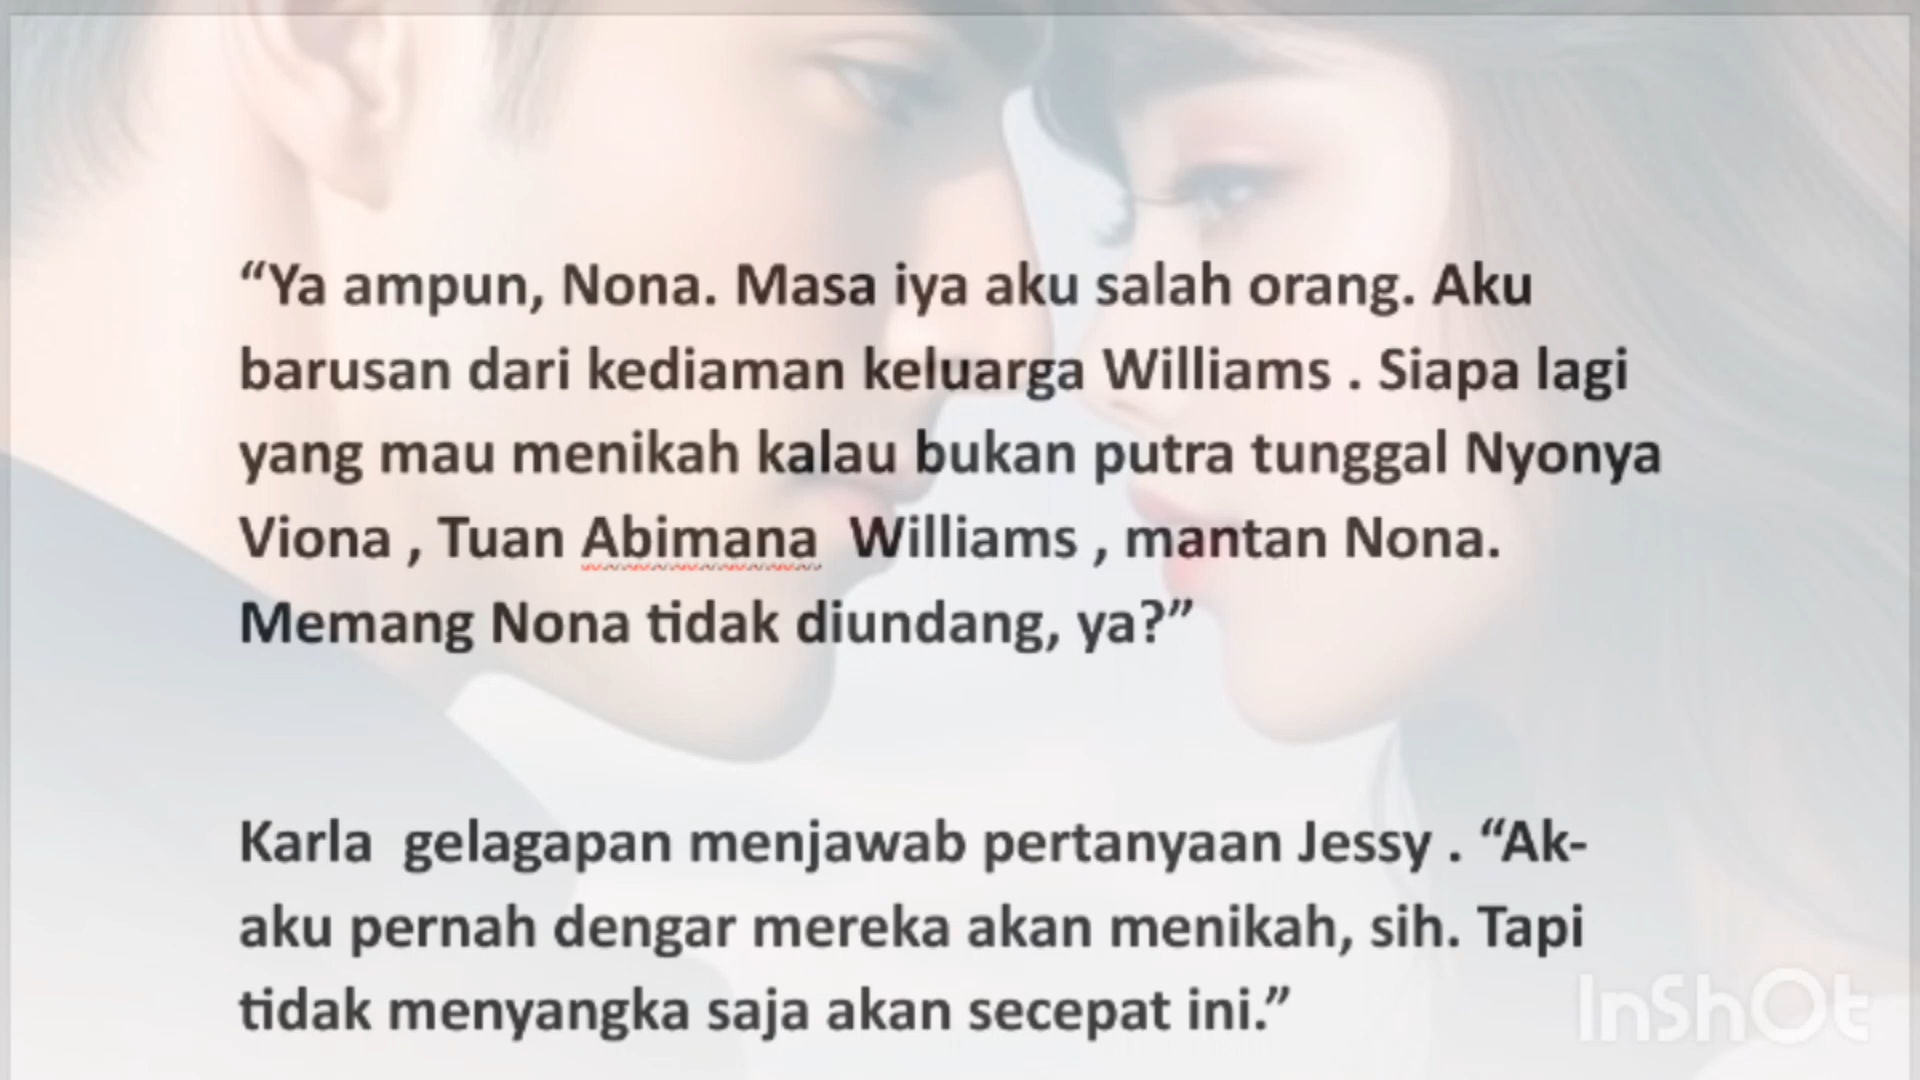 “Ya ampun, Nona. Masa iya aku salah orang. Aku
barusan dari kediaman keluarga Williams . Siapa lagi
yang mau menikah kalau bukan putra tunggal Nyonya
Viona , Tuan Abimana  Williams , mantan Nona.
Memang Nona tidak diundang, ya?”
Karla  gelagapan menjawab pertanyaan Jessy . “Ak-
aku pernah dengar mereka akan menikah, sih. Tapi
tidak menyangka saja akan secepat ini.”
InShOt